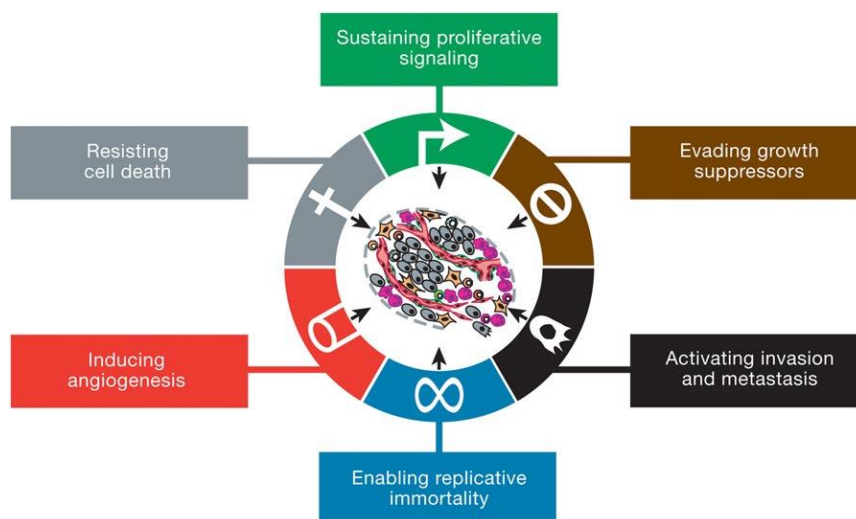 Sustaining proliferative
signaling
Resisting
cell death
Evading growth
suppressors
Inducing
angiogenesis
Activating invasion
and metastasis
Enabling replicative
immortality